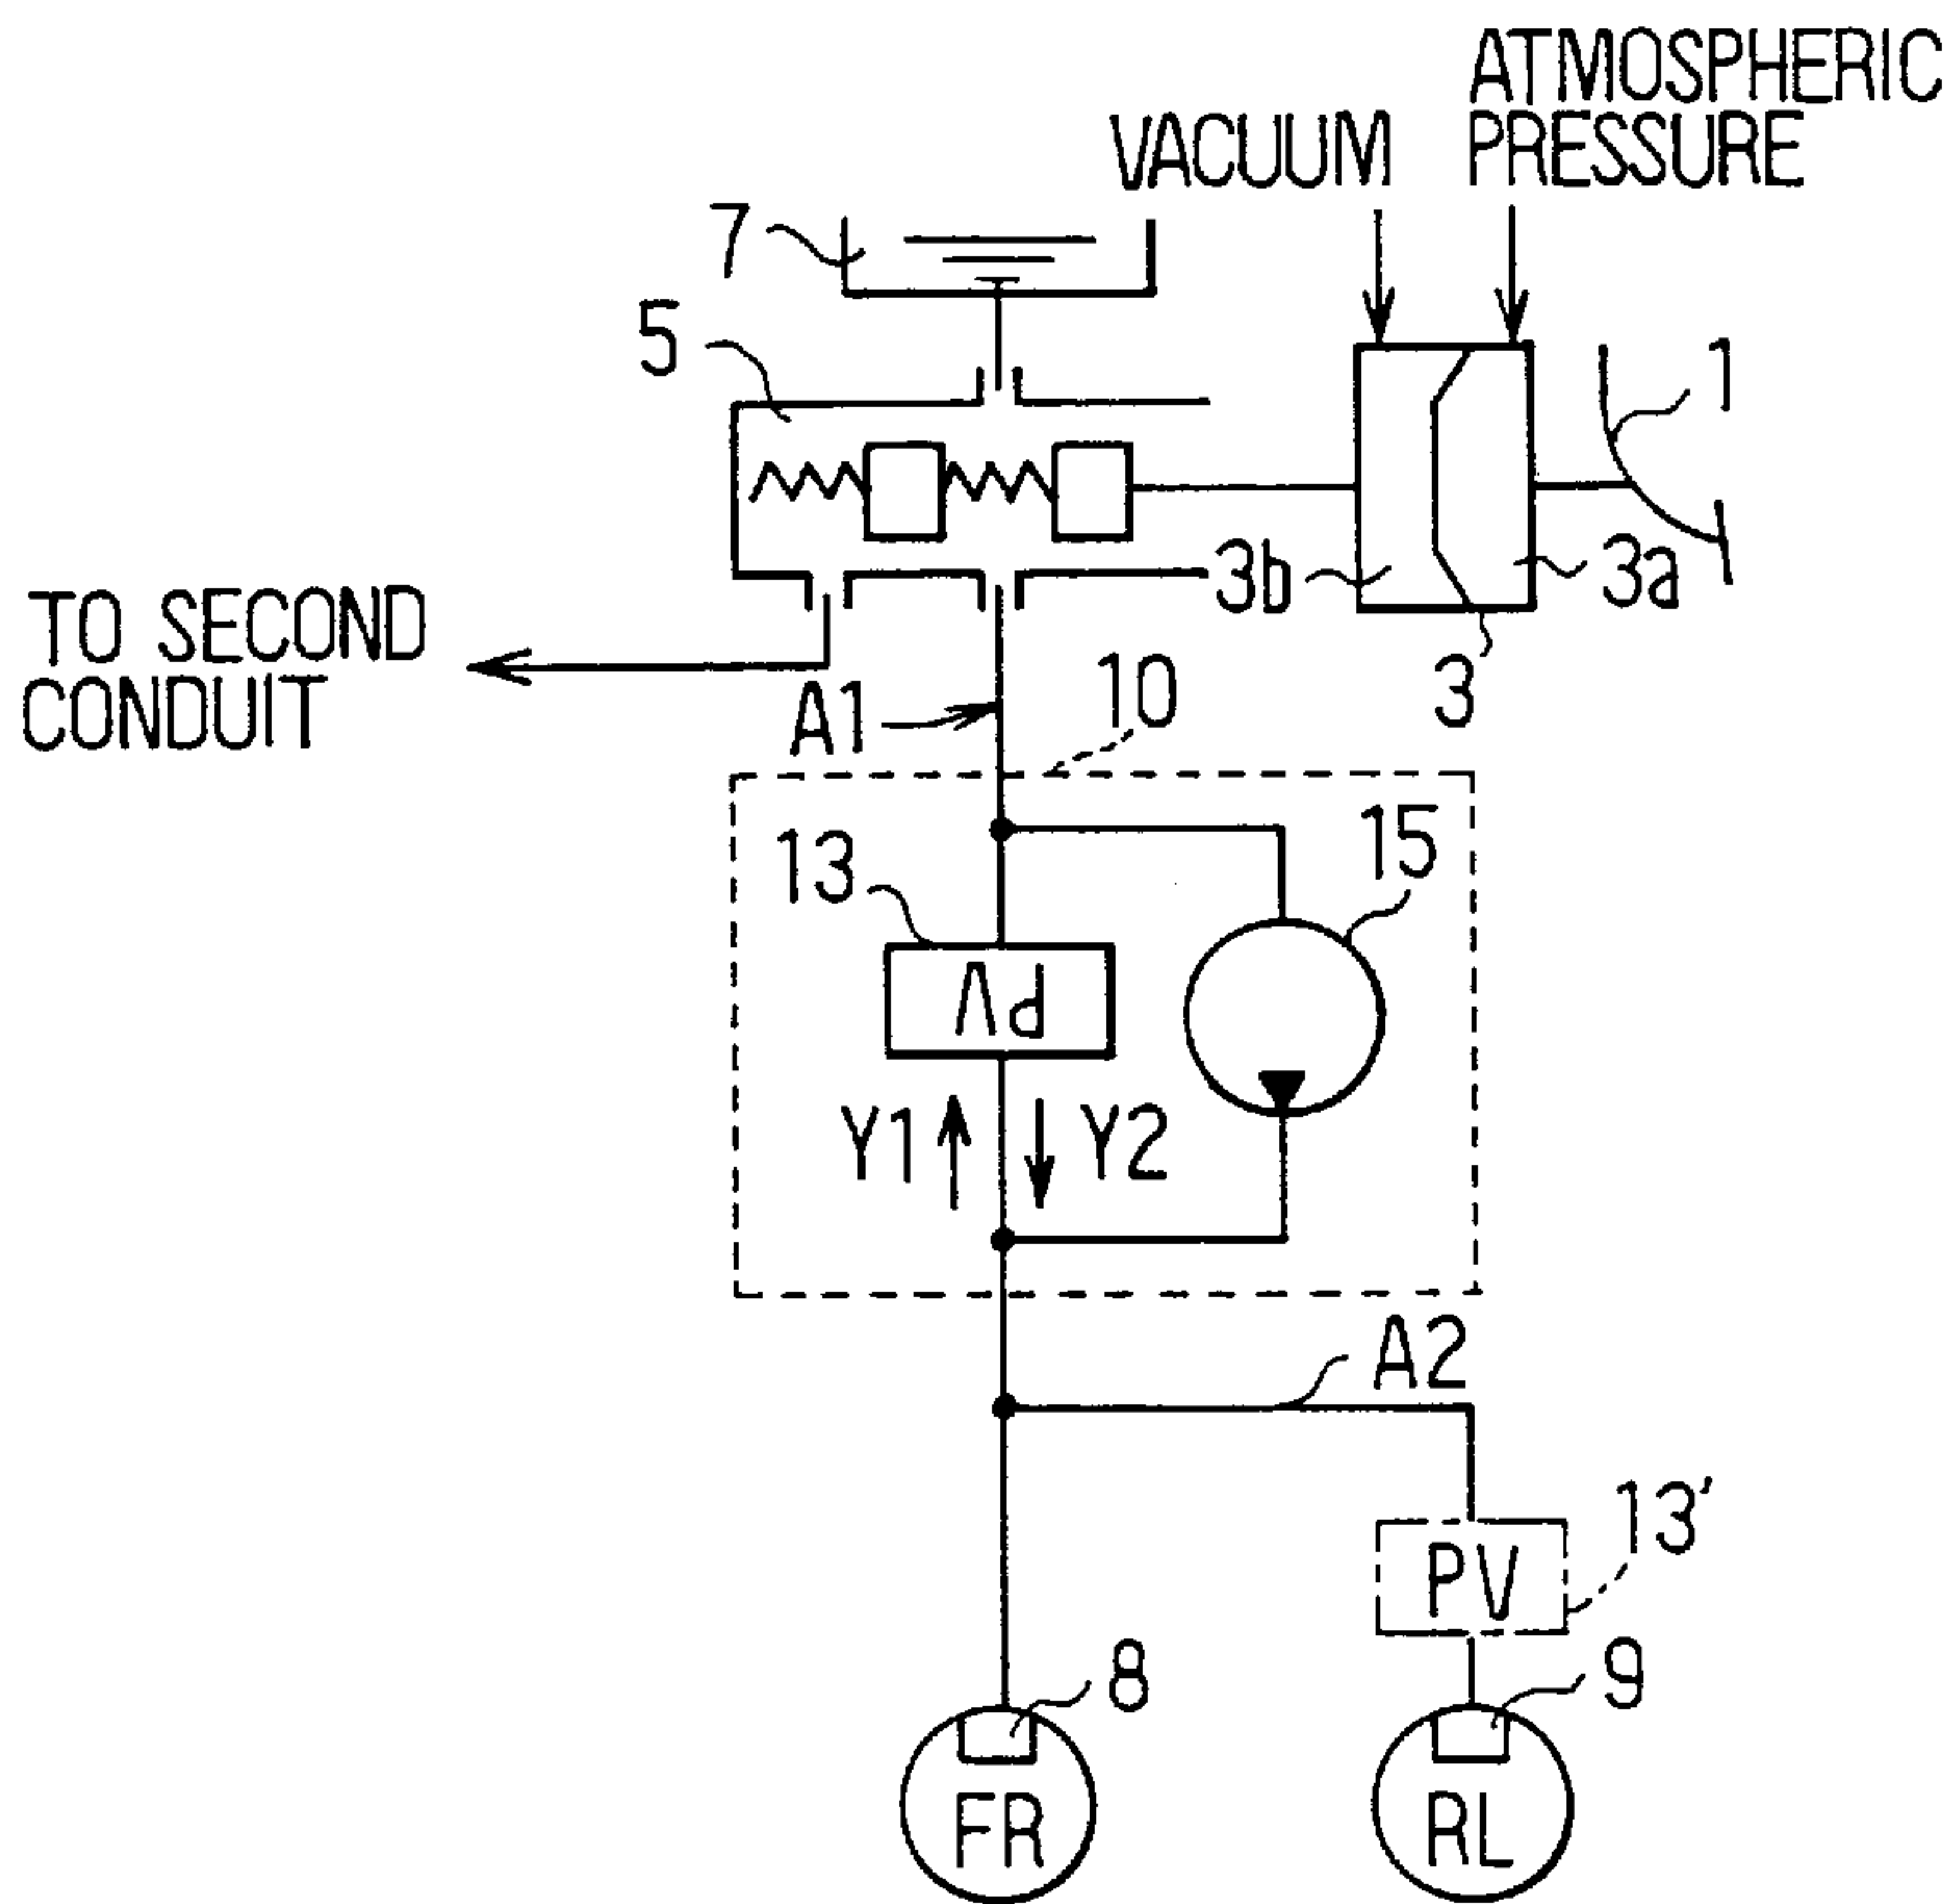 ATMOSPHERIC
PRESSURE
VACUUM
7
5
1
3b
3a
3
TO SECOND
CONDUIT
A1
10
13
15
PV
Y1
Y2
A2
13'
PV
8
9
FR
RL